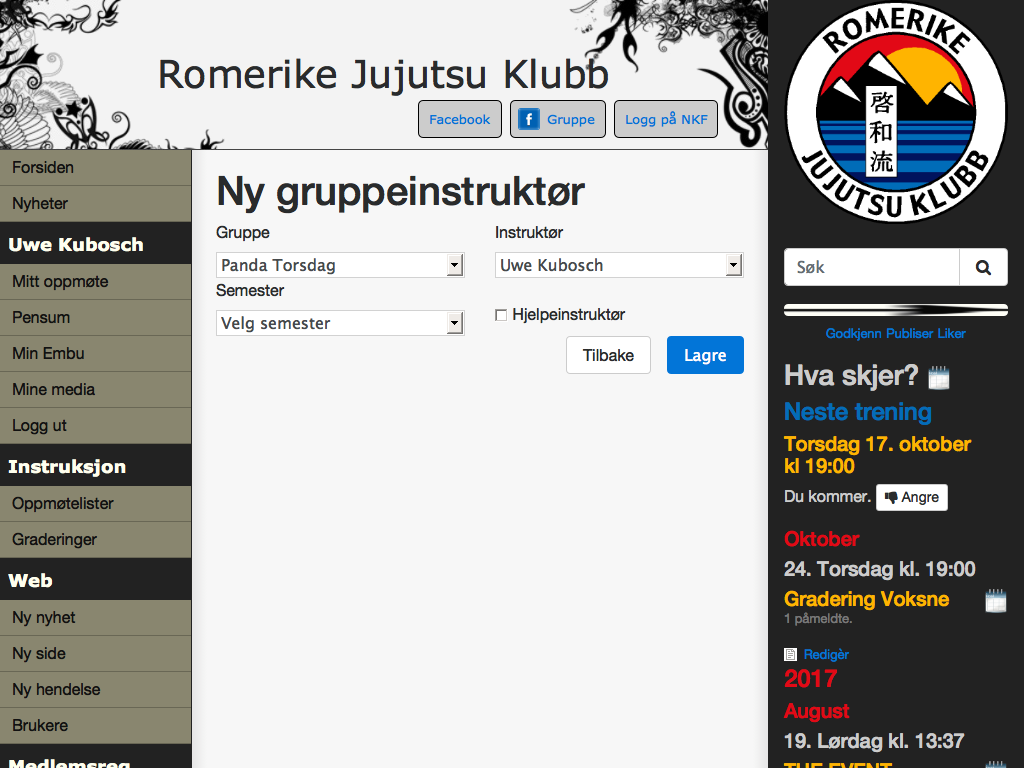 Romerike Jujutsu Klubb
Facebook
Gruppe
Logg på NKF
Forsiden
Nyheter
Uwe Kubosch
Mitt oppmøte
Pensum
Min Embu
Mine media
Logg ut
Instruksjon
Oppmøtelister
Graderinger
Web
Ny nyhet
Ny side
Ny hendelse
Brukere
Medlemsreg
Ny gruppeinstruktør
Gruppe
Panda Torsdag
Instruktør
Uwe Kubosch
Semester
Velg semester
Hjelpeinstruktør
Tilbake
Lagre
ROMERIKE
啓和流
JUJUTSU KLUBB
Søk
Godkjenn Publiser Liker
Hva skjer?
Neste trening
Torsdag 17. oktober
kl 19:00
Du kommer.
Angre
Oktober
24. Torsdag kl. 19:00
Gradering Voksne
1 påmeldte.
Redigèr
2017
August
19. Lørdag kl. 13:37
THE EVENT